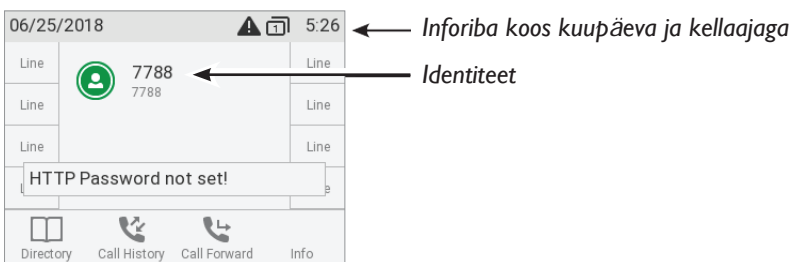 06/25/2018 1 5:26
Inforiba koos kuupäeva ja kellaajaga
Line 7788 Line
Identiteet
7788
Line Line
Line Line
HTTP Password not set!
Directory Call History Call Forward Info